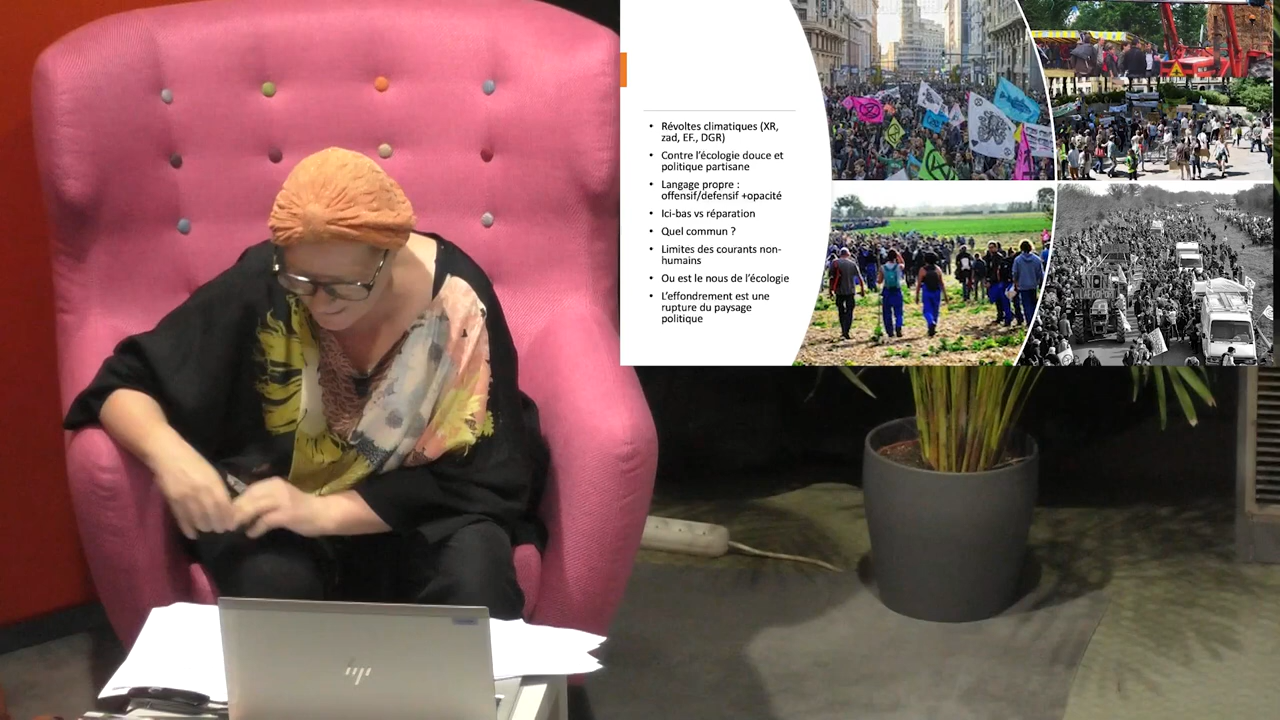 • Révoltes climatiques (XR,
zad, EF., DGR)
• Contre l'écologie douce et
politique partisane
• Langage propre :
offensif/defensif +opacité
• Ici-bas vs réparation
• Quel commun ?
• Limites des courants non-
humains
• Ou est le nous de l'écologie
• L'effondrement est une
rupture du paysage
politique
hp